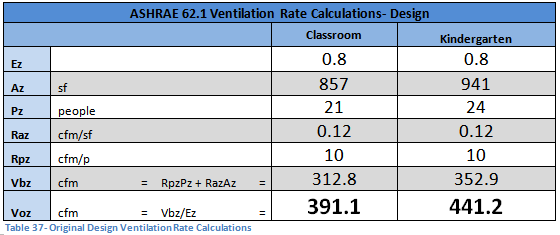 ASHRAE 62.1 Ventilation Rate Calculations- Design
Classroom Kindergarten
Ez 0.8 0.8
Az sf 857 941
Pz people 21 24
Raz cfm/sf 0.12 0.12
Rpz cfm/p 10 10
Vbz cfm = RpzPz + RazAz = 312.8 352.9
Voz cfm = Vbz/Ez = 391.1 441.2
Table 37- Original Design Ventilation Rate Calculations